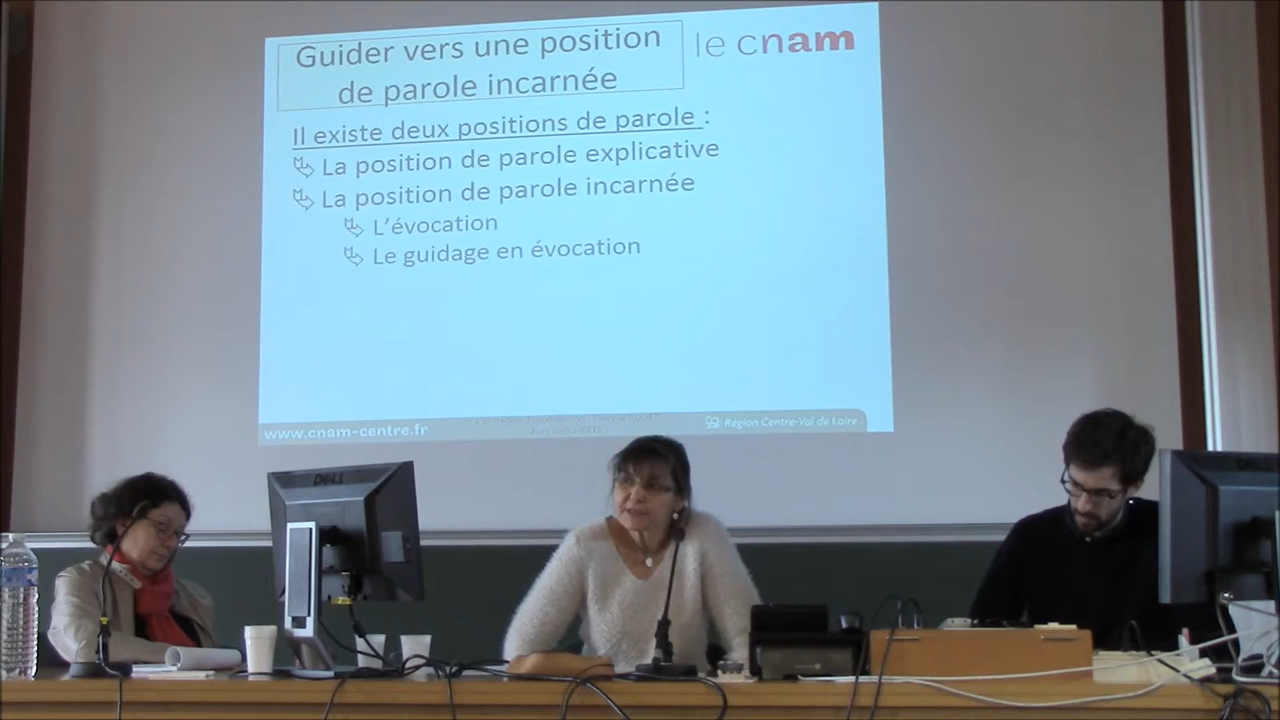 Guider vers une position
de parole incarnée
le cnam
Il existe deux positions de parole :
La position de parole explicative
La position de parole incarnée
L'évocation
Le guidage en évocation
www.cnam-centre.fr
Région Centre-Val de Loire
DELL